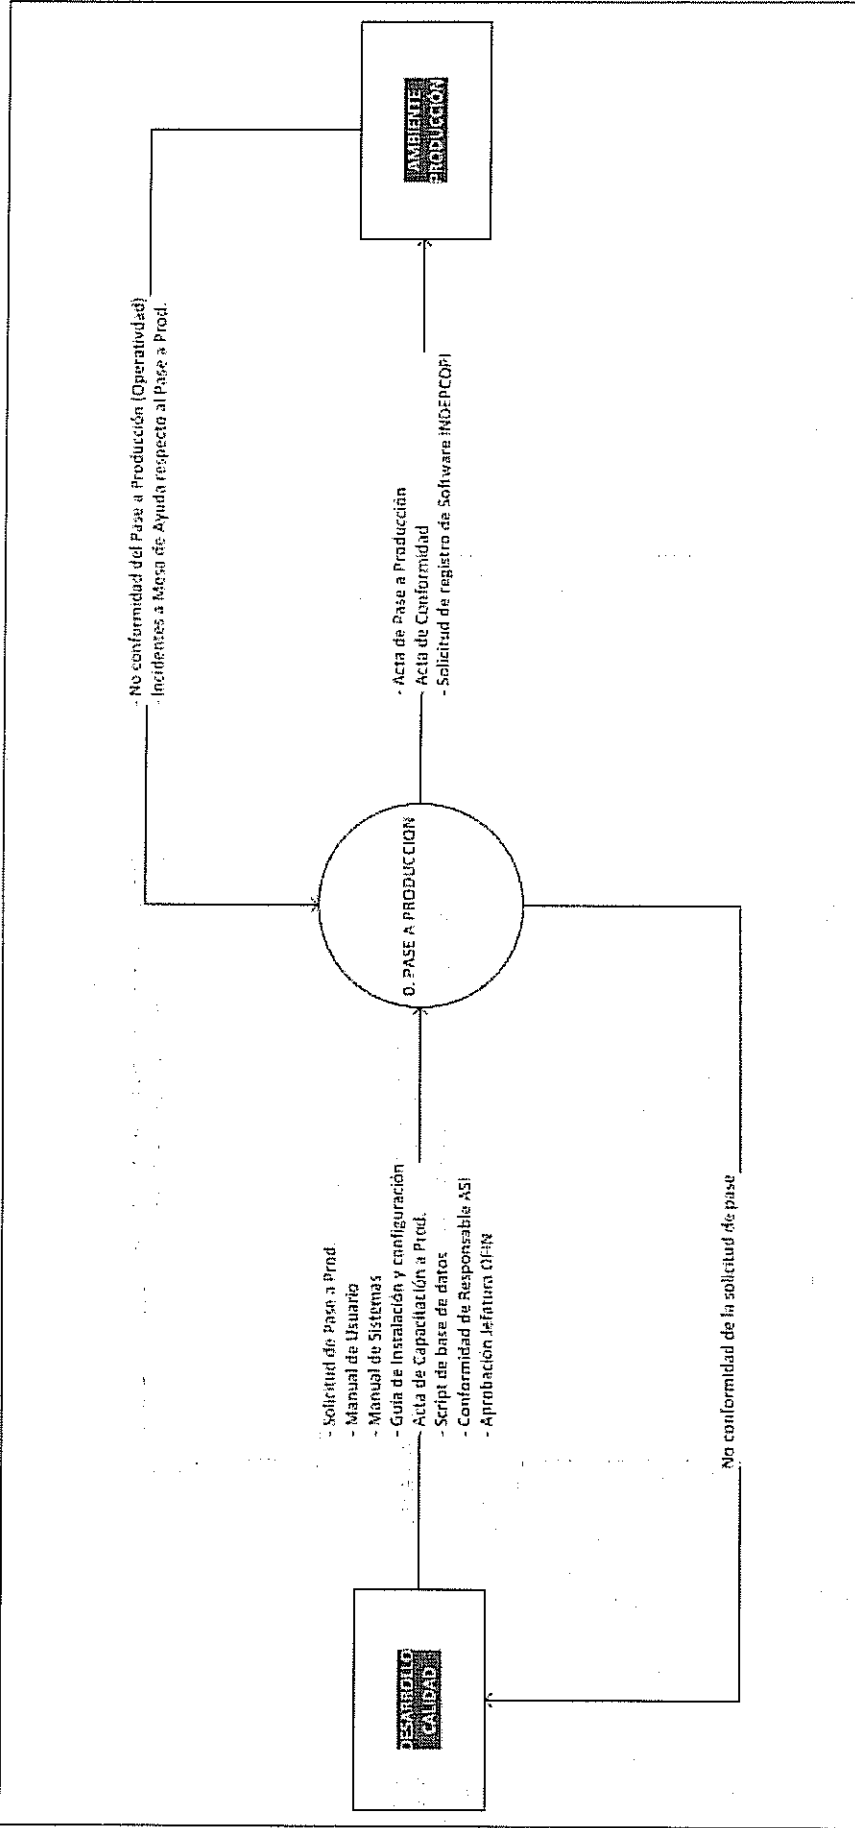 - No conformidad del Pase a Producción (Operatividad)
- Incidentes a Mesa de Ayuda respecto al Pase a Prod.
- Solicitud de Pase a Prod.
- Manual de Usuario
- Manual de Sistemas
- Guía de Instalación y configuración
- Acta de Capacitación a Prod.
- Script de base de datos
- Conformidad de Responsable ASI
- Aprobación Jefatura OFIN
DESARROLLO
CALIDAD
0. PASE A PRODUCCION
- Acta de Pase a Producción
Acta de Conformidad
- Solicitud de registro de Software INDEPCOPI
AMBIENTE
PRODUCCIÓN
No conformidad de la solicitud de pase